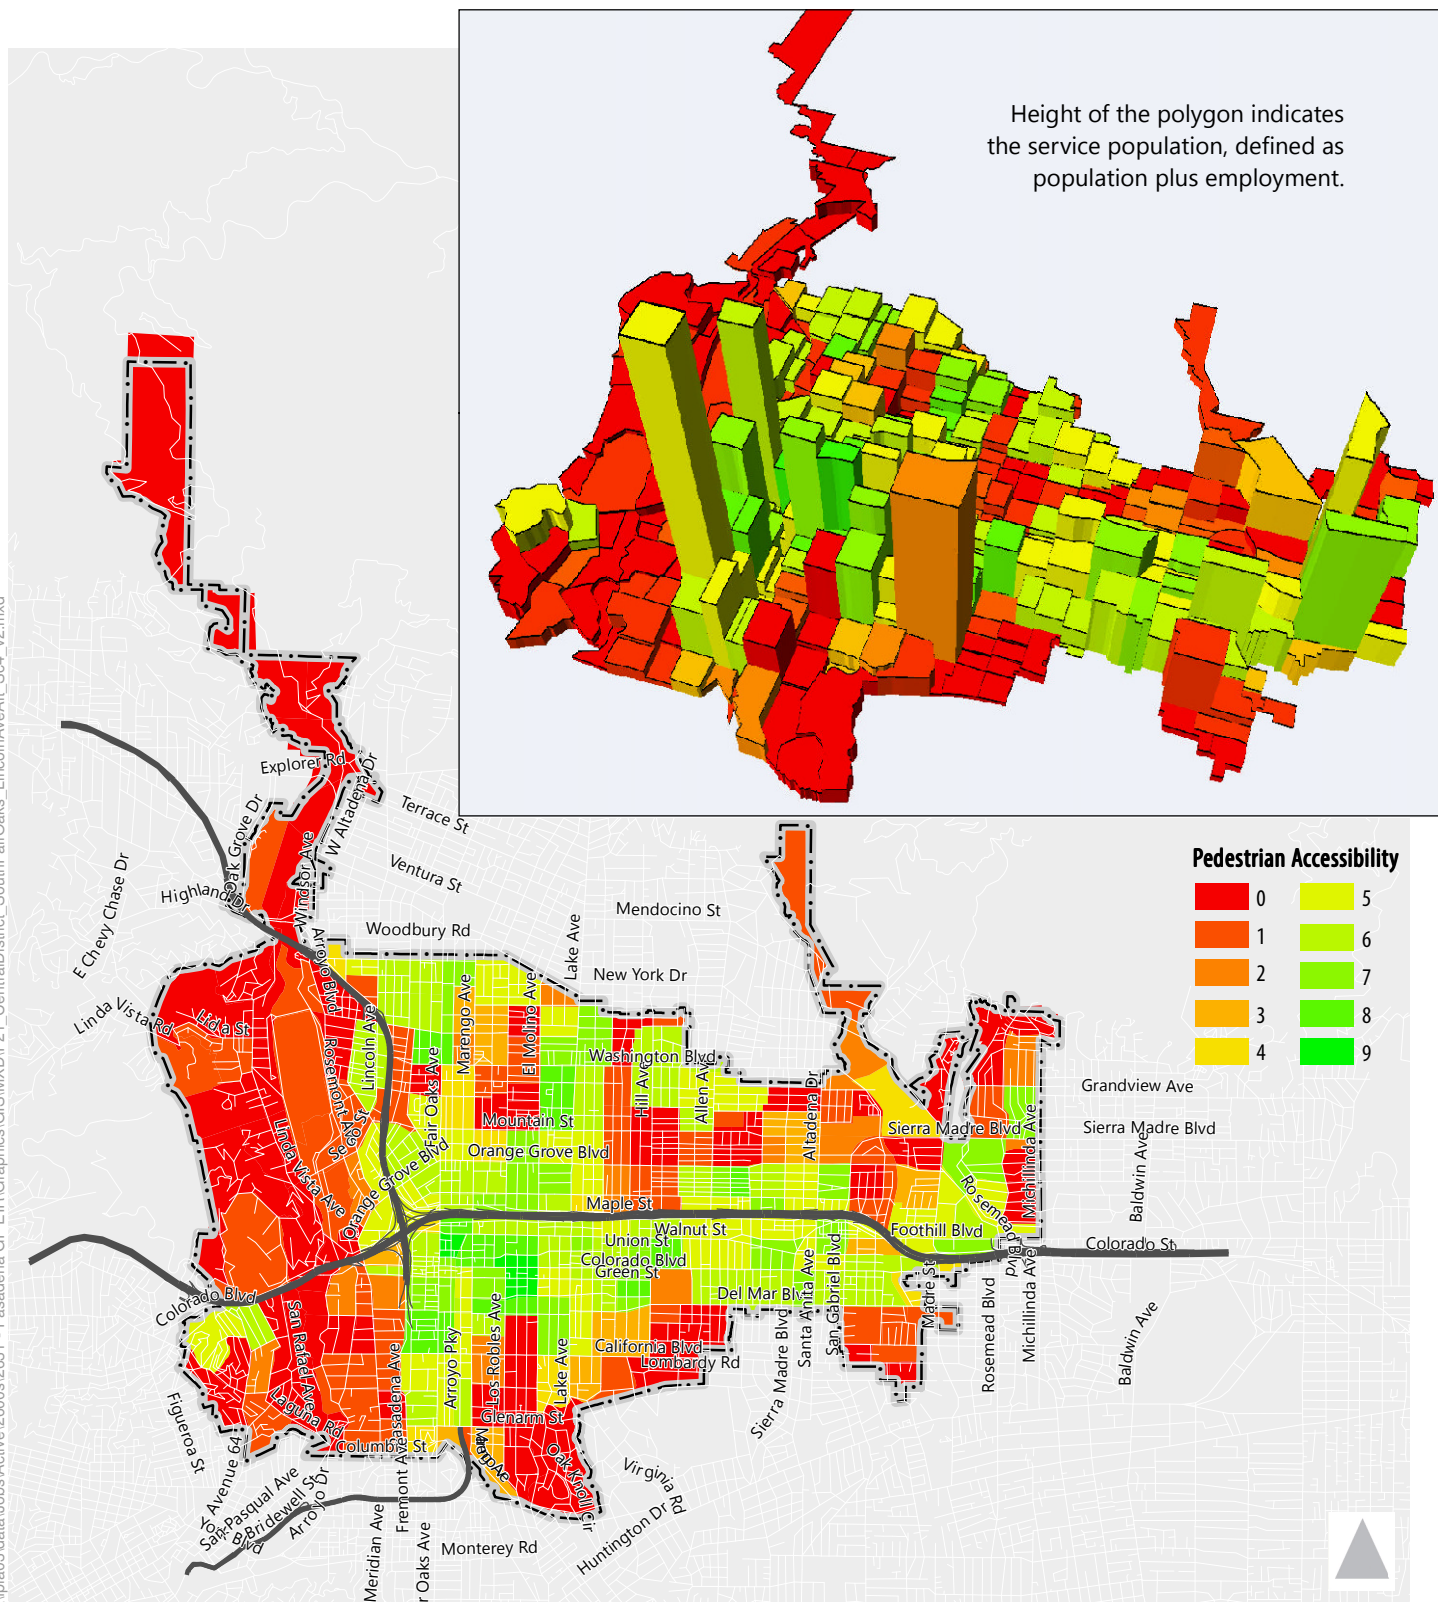 Height of the polygon indicates
the service population, defined as
population plus employment.
Pedestrian Accessibility
0
1
2
3
4
5
6
7
8
9
Explorer Rd
W Altadena Dr
Terrace St
Oak Grove Dr
Windsor Ave
Ventura St
Highland Dr
E Chevy Chase Dr
Mendocino St
Woodbury Rd
Arroyo Blvd
Lake Ave
New York Dr
Linda Vista Rd
Lida St
Marengo Ave
El Molino Ave
Lincoln Ave
Rosemont Ave
Washington Blvd
Fair Oaks Ave
Hill Ave
Allen Ave
Altadena Dr
Grandview Ave
Seco St
Mountain St
Sierra Madre Blvd
Sierra Madre Blvd
Michillinda Ave
Linda Vista Ave
Orange Grove Blvd
Orange Grove Blvd
Baldwin Ave
Rosemead Blvd
Maple St
Walnut St
Foothill Blvd
Union St
Colorado St
Colorado Blvd
Green St
Colorado Blvd
Del Mar Blvd
Santa Anita Ave
San Gabriel Blvd
Madre St
Rosemead Blvd
Michillinda Ave
Baldwin Ave
San Rafael Ave
Pasadena Ave
Arroyo Pky
Los Robles Ave
Lake Ave
California Blvd
Lombardy Rd
Sierra Madre Blvd
Laguna Rd
Glenarm St
Figueroa St
Columbia St
Oak Knoll Cir
Virginia Rd
Avenue 64
San Pasqual Ave
Bridewell St
Arroyo Dr
Fremont Ave
Meridian Ave
Oaks Ave
Monterey Rd
Huntington Dr